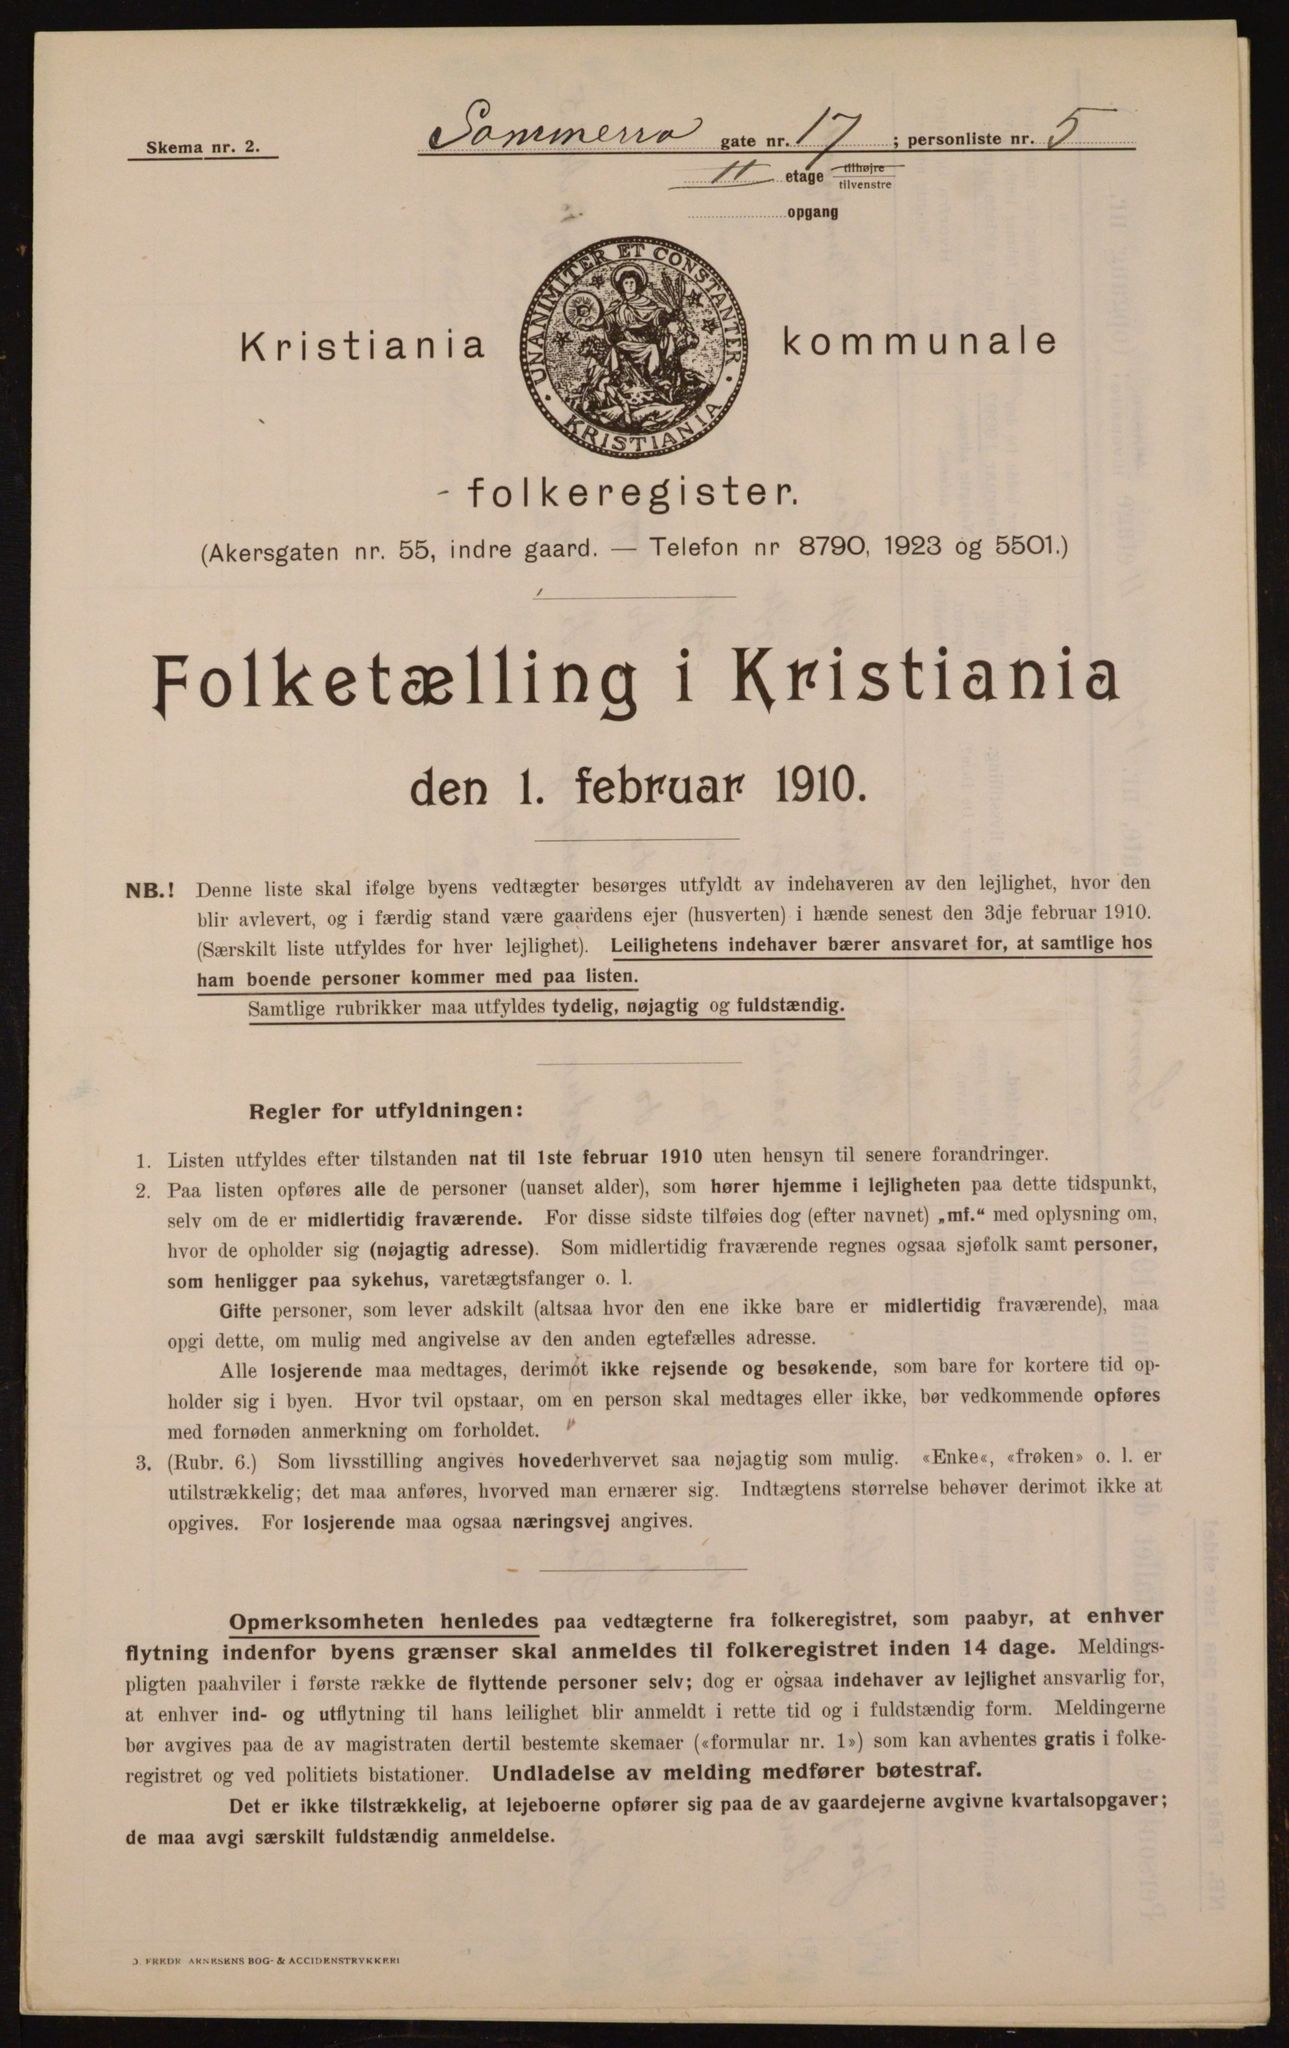 Skema nr. 2.
Sommerro gate nr. 17 ; personliste nr. 5
II etage tilhøjre
tilvenstre
opgang
UNANIMITER ET CONSTANTER
KRISTIANIA
Kristiania kommunale
folkeregister.
(Akersgaten nr. 55, indre gaard. — Telefon nr 8790, 1923 og 5501.)
Folketælling i Kristiania
den 1. februar 1910.
NB.! Denne liste skal ifølge byens vedtægter besørges utfyldt av indehaveren av den lejlighet, hvor den
blir avlevert, og i færdig stand være gaardens ejer (husverten) i hænde senest den 3dje februar 1910.
(Særskilt liste utfyldes for hver lejlighet). Leilighetens indehaver bærer ansvaret for, at samtlige hos
ham boende personer kommer med paa listen.
Samtlige rubrikker maa utfyldes tydelig, nøjagtig og fuldstændig.
Regler for utfyldningen:
1. Listen utfyldes efter tilstanden nat til 1ste februar 1910 uten hensyn til senere forandringer.
2. Paa listen opføres alle de personer (uanset alder), som hører hjemme i lejligheten paa dette tidspunkt,
selv om de er midlertidig fraværende. For disse sidste tilføies dog (efter navnet) „mf.“ med oplysning om,
hvor de opholder sig (nøjagtig adresse). Som midlertidig fraværende regnes ogsaa sjøfolk samt personer,
som henligger paa sykehus, varetægtsfanger o. l.
Gifte personer, som lever adskilt (altsaa hvor den ene ikke bare er midlertidig fraværende), maa
opgi dette, om mulig med angivelse av den anden egtefælles adresse.
Alle losjerende maa medtages, derimot ikke rejsende og besøkende, som bare for kortere tid op-
holder sig i byen. Hvor tvil opstaar, om en person skal medtages eller ikke, bør vedkommende opføres
med fornøden anmerkning om forholdet.
3. (Rubr. 6.) Som livsstilling angives hovederhvervet saa nøjagtig som mulig. «Enke«, «frøken» o. l. er
utilstrækkelig; det maa anføres, hvorved man ernærer sig. Indtægtens størrelse behøver derimot ikke at
opgives. For losjerende maa ogsaa næringsvej angives.
Opmerksomheten henledes paa vedtægterne fra folkeregistret, som paabyr, at enhver
flytning indenfor byens grænser skal anmeldes til folkeregistret inden 14 dage. Meldings-
pligten paahviler i første række de flyttende personer selv; dog er ogsaa indehaver av lejlighet ansvarlig for,
at enhver ind- og utflytning til hans leilighet blir anmeldt i rette tid og i fuldstændig form. Meldingerne
bør avgives paa de av magistraten dertil bestemte skemaer («formular nr. 1») som kan avhentes gratis i folke-
registret og ved politiets bistationer. Undladelse av melding medfører bøtestraf.
Det er ikke tilstrækkelig, at lejeboerne opfører sig paa de av gaardejerne avgivne kvartalsopgaver;
de maa avgi særskilt fuldstændig anmeldelse.
J. FREDR ARNESENS BOG- & ACCIDENSTRYKKERI